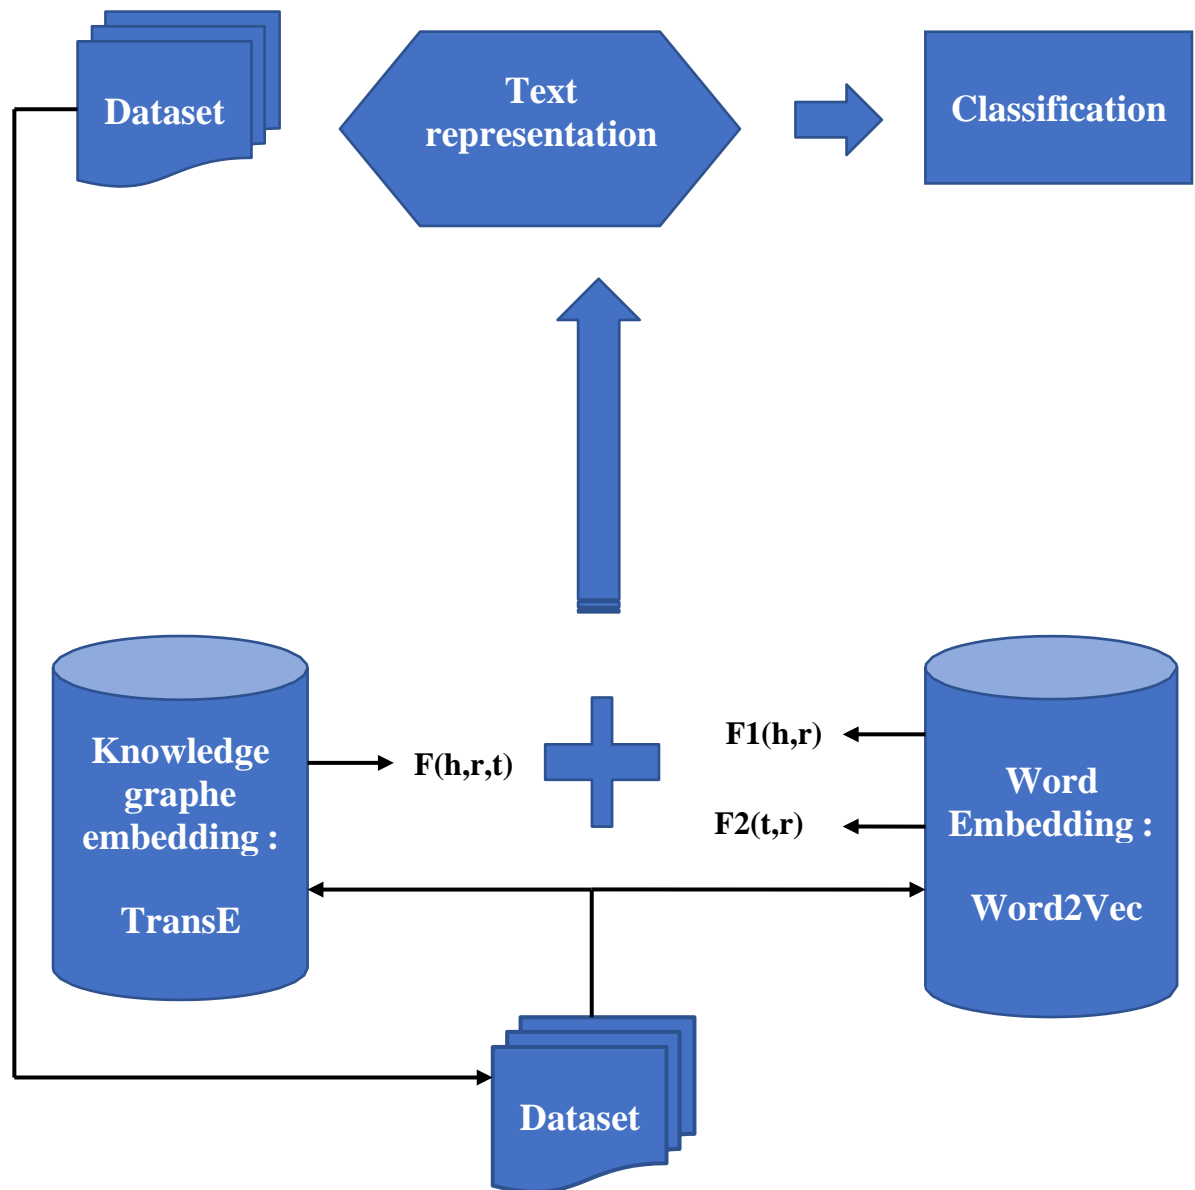 Dataset
Text
representation
Classification
Knowledge
graphe
embedding :
TransE
F(h,r,t)
F1(h,r)
F2(t,r)
Word
Embedding :
Word2Vec
Dataset